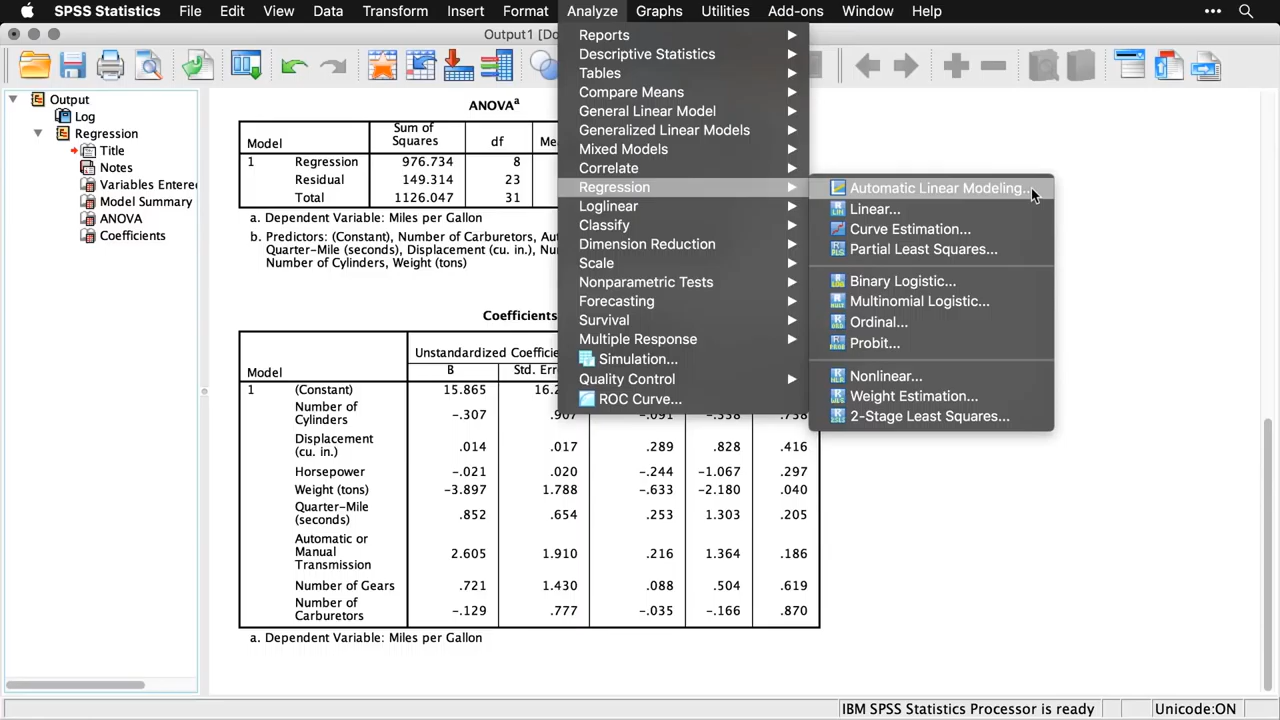 SPSS Statistics File Edit View Data Transform Insert Format Analyze Graphs Utilities Add-ons Window Help
Output1 [Do
Output
Log
Regression
Title
Notes
Variables Entere
Model Summary
ANOVA
Coefficients
ANOVAa
Model Sum of Squares df Me
1 Regression 976.734 8
Residual 149.314 23
Total 1126.047 31
a. Dependent Variable: Miles per Gallon
b. Predictors: (Constant), Number of Carburetors, Aut
Quarter-Mile (seconds), Displacement (cu. in.), Nu
Number of Cylinders, Weight (tons)
Coefficients
Unstandardized Coefficie
Model B Std. Err
1 (Constant) 15.865 16.2
Number of
Cylinders -.307 .907 -.091 -.338 .738
Displacement
(cu. in.) .014 .017 .289 .828 .416
Horsepower -.021 .020 -.244 -1.067 .297
Weight (tons) -3.897 1.788 -.633 -2.180 .040
Quarter-Mile
(seconds) .852 .654 .253 1.303 .205
Automatic or
Manual
Transmission 2.605 1.910 .216 1.364 .186
Number of Gears .721 1.430 .088 .504 .619
Number of
Carburetors -.129 .777 -.035 -.166 .870
a. Dependent Variable: Miles per Gallon
Reports
Descriptive Statistics
Tables
Compare Means
General Linear Model
Generalized Linear Models
Mixed Models
Correlate
Regression
Loglinear
Classify
Dimension Reduction
Scale
Nonparametric Tests
Forecasting
Survival
Multiple Response
Simulation...
Quality Control
ROC Curve...
Automatic Linear Modeling...
Linear...
Curve Estimation...
Partial Least Squares...
Binary Logistic...
Multinomial Logistic...
Ordinal...
Probit...
Nonlinear...
Weight Estimation...
2-Stage Least Squares...
IBM SPSS Statistics Processor is ready Unicode:ON